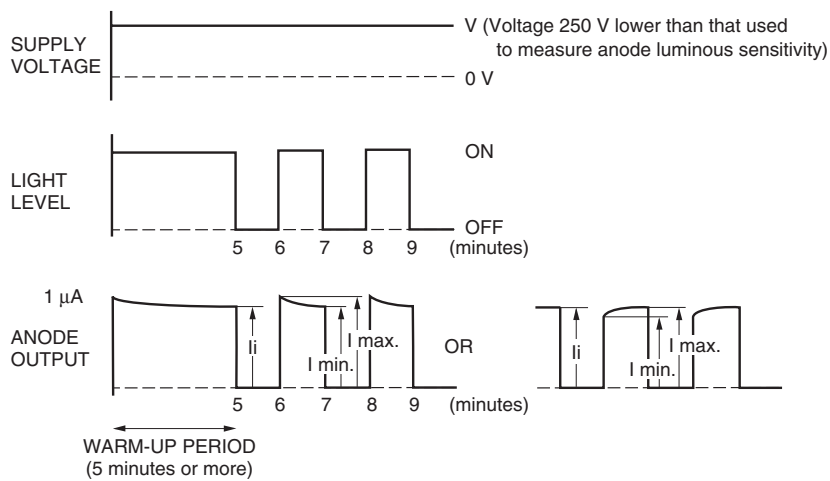 SUPPLY
VOLTAGE
V (Voltage 250 V lower than that used
to measure anode luminous sensitivity)
0 V
LIGHT
LEVEL
ON
OFF
5 6 7 8 9 (minutes)
1 μA
ANODE
OUTPUT
Ii
I min.
I max.
OR
Ii
I min.
I max.
5 6 7 8 9 (minutes)
WARM-UP PERIOD
(5 minutes or more)